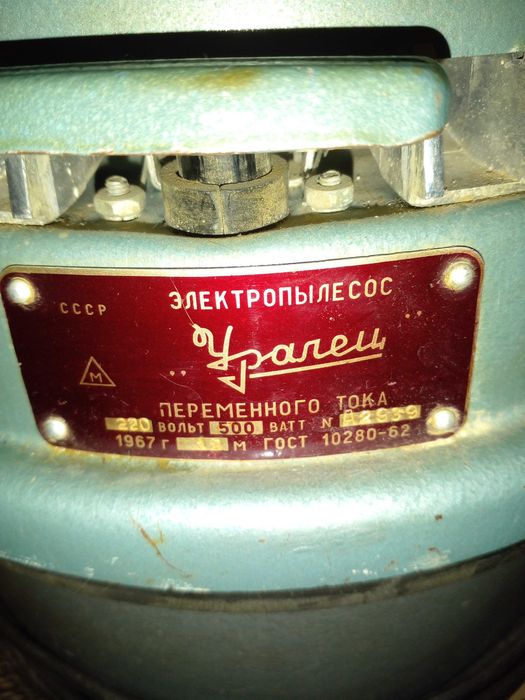 СССР
ЭЛЕКТРОПЫЛЕСОС
"Уралец"
М
ПЕРЕМЕННОГО ТОКА
220 ВОЛЬТ 500 ВАТТ N
1967 Г М ГОСТ 10280-62